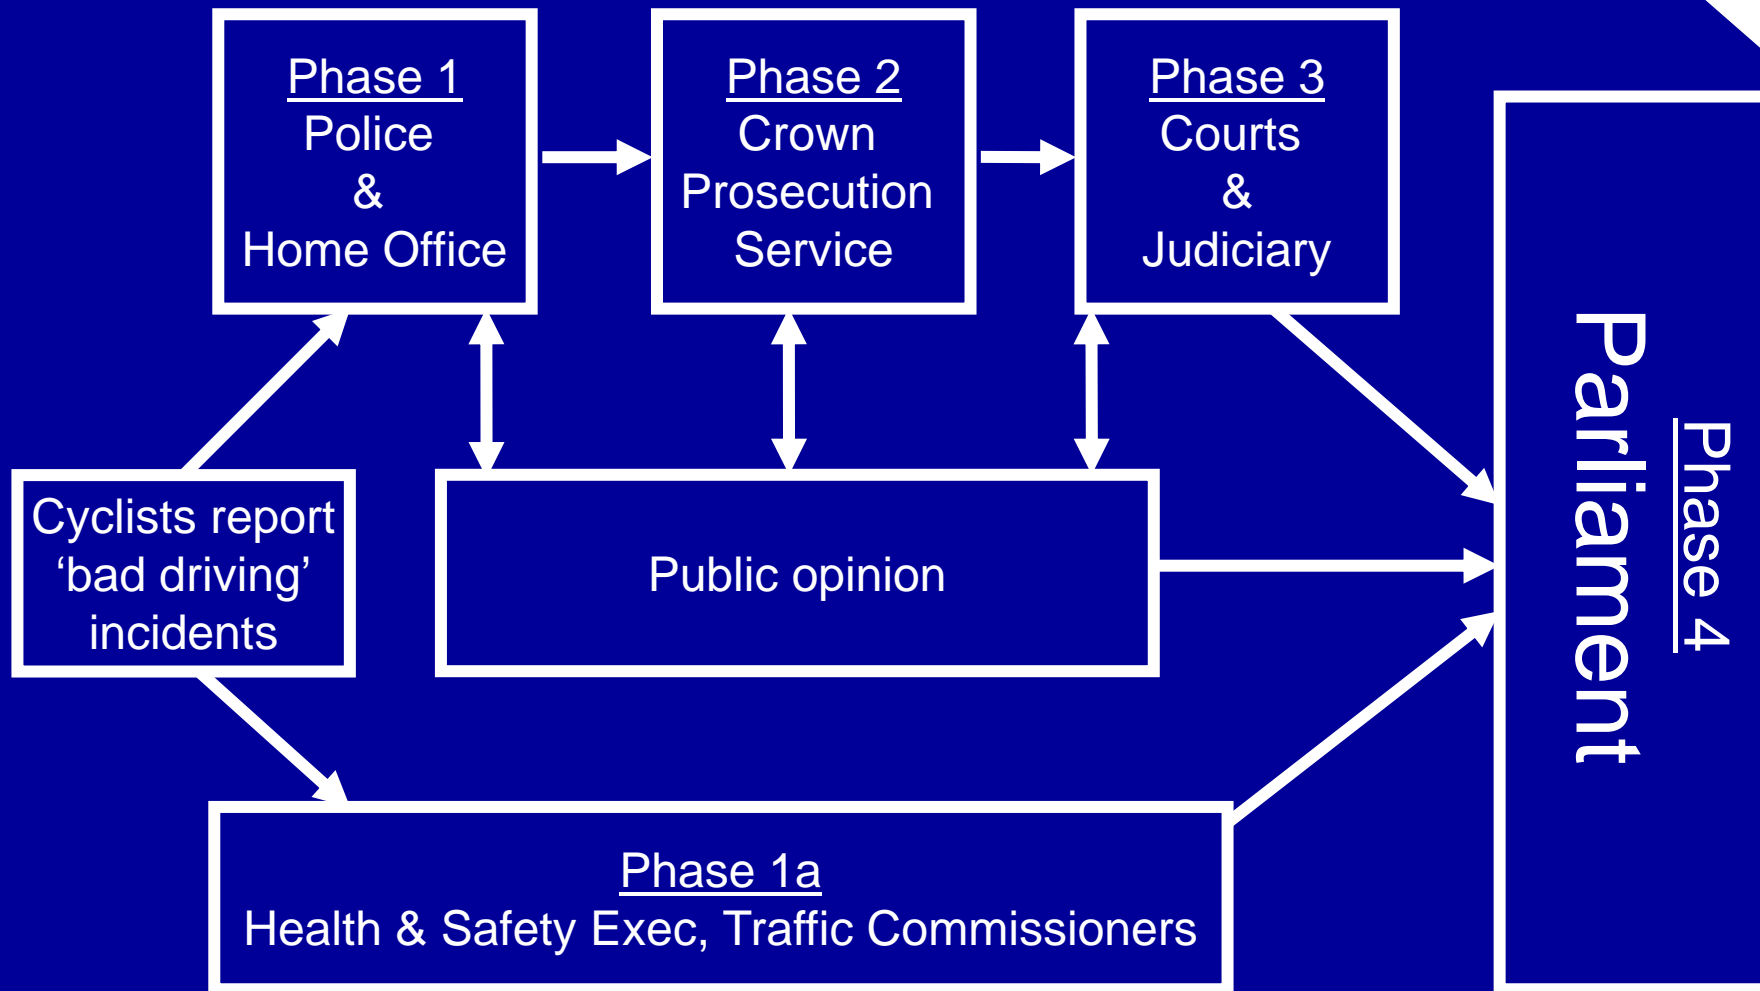 Phase 1
Police
&
Home Office
Phase 2
Crown
Prosecution
Service
Phase 3
Courts
&
Judiciary
Cyclists report
‘bad driving’
incidents
Public opinion
Phase 4
Parliament
Phase 1a
Health & Safety Exec, Traffic Commissioners